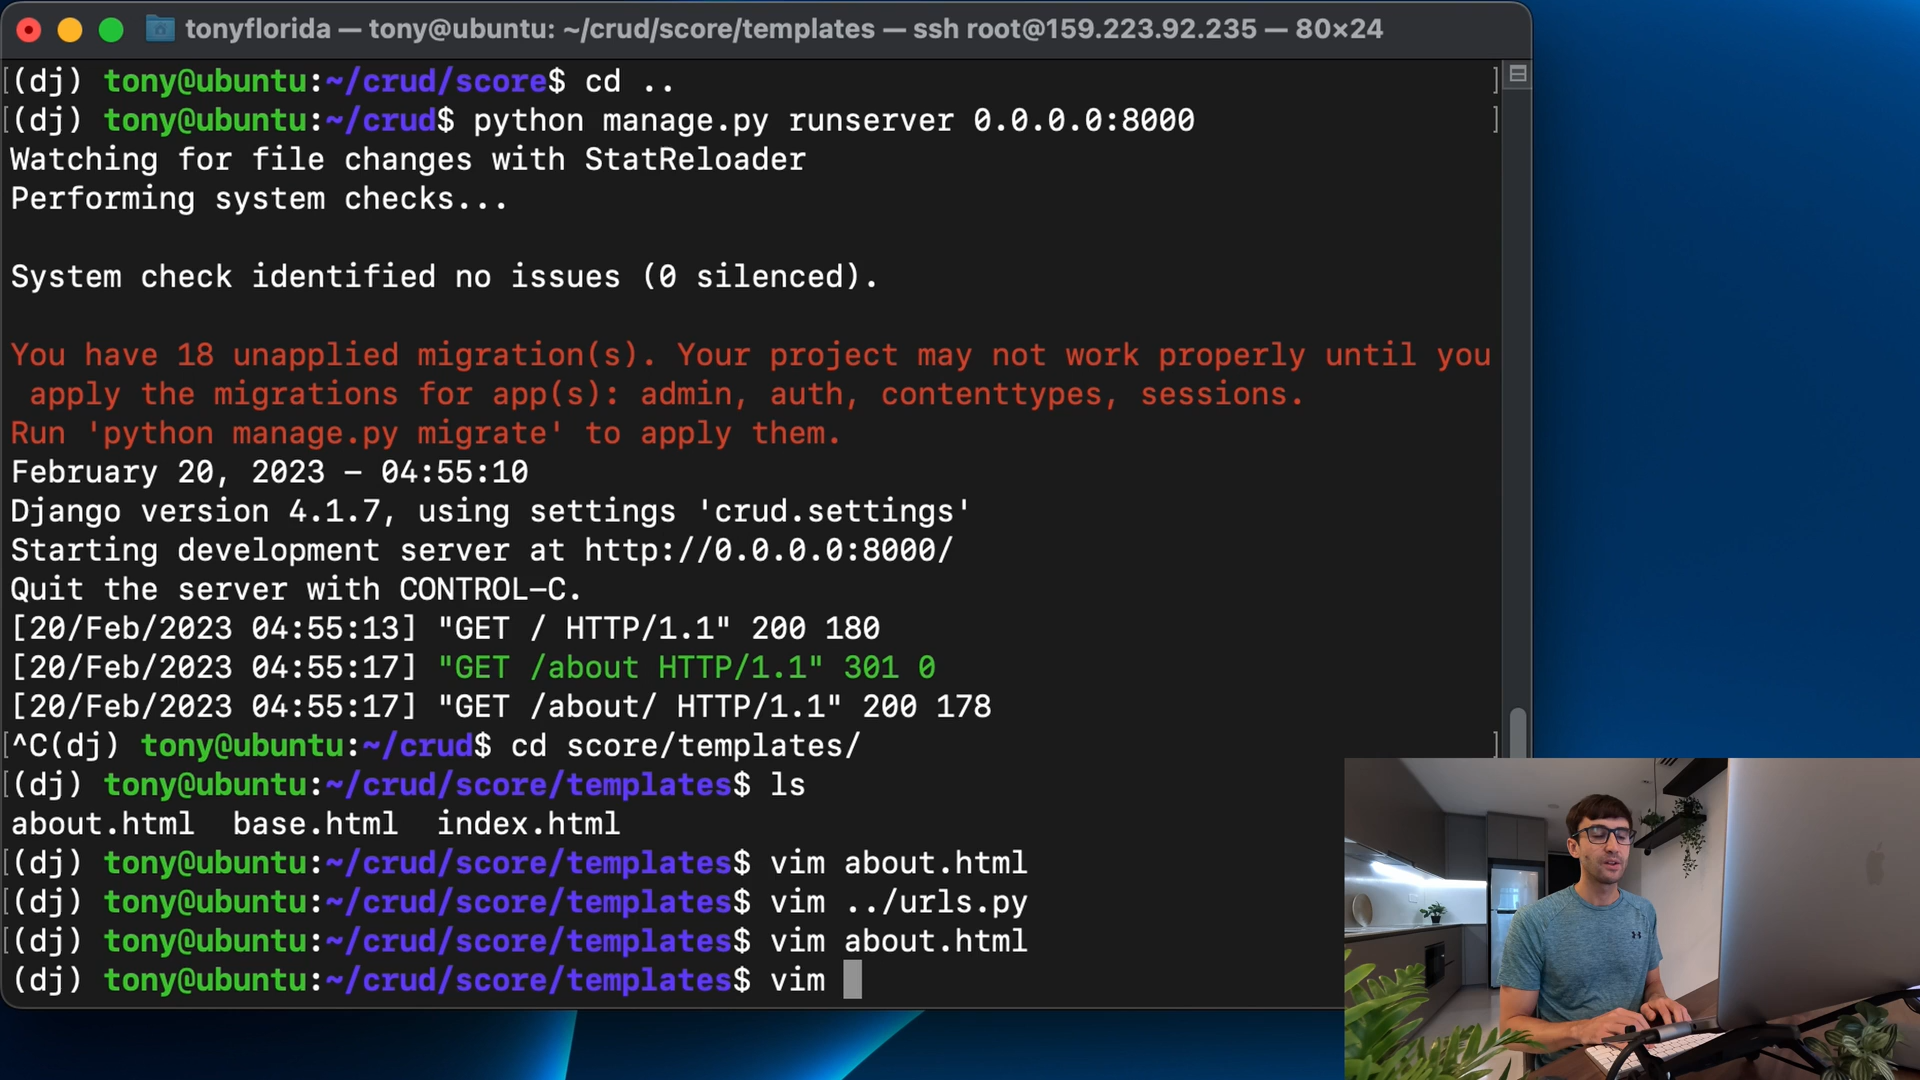 tonyflorida — tony@ubuntu: ~/crud/score/templates — ssh root@159.223.92.235 — 80×24
[(dj) tony@ubuntu:~/crud/score$ cd .. ]
[(dj) tony@ubuntu:~/crud$ python manage.py runserver 0.0.0.0:8000 ]
Watching for file changes with StatReloader
Performing system checks...
System check identified no issues (0 silenced).
You have 18 unapplied migration(s). Your project may not work properly until you
apply the migrations for app(s): admin, auth, contenttypes, sessions.
Run 'python manage.py migrate' to apply them.
February 20, 2023 - 04:55:10
Django version 4.1.7, using settings 'crud.settings'
Starting development server at http://0.0.0.0:8000/
Quit the server with CONTROL-C.
[20/Feb/2023 04:55:13] "GET / HTTP/1.1" 200 180
[20/Feb/2023 04:55:17] "GET /about HTTP/1.1" 301 0
[20/Feb/2023 04:55:17] "GET /about/ HTTP/1.1" 200 178
[^C(dj) tony@ubuntu:~/crud$ cd score/templates/ ]
[(dj) tony@ubuntu:~/crud/score/templates$ ls
about.html  base.html  index.html
[(dj) tony@ubuntu:~/crud/score/templates$ vim about.html
[(dj) tony@ubuntu:~/crud/score/templates$ vim ../urls.py
[(dj) tony@ubuntu:~/crud/score/templates$ vim about.html
(dj) tony@ubuntu:~/crud/score/templates$ vim